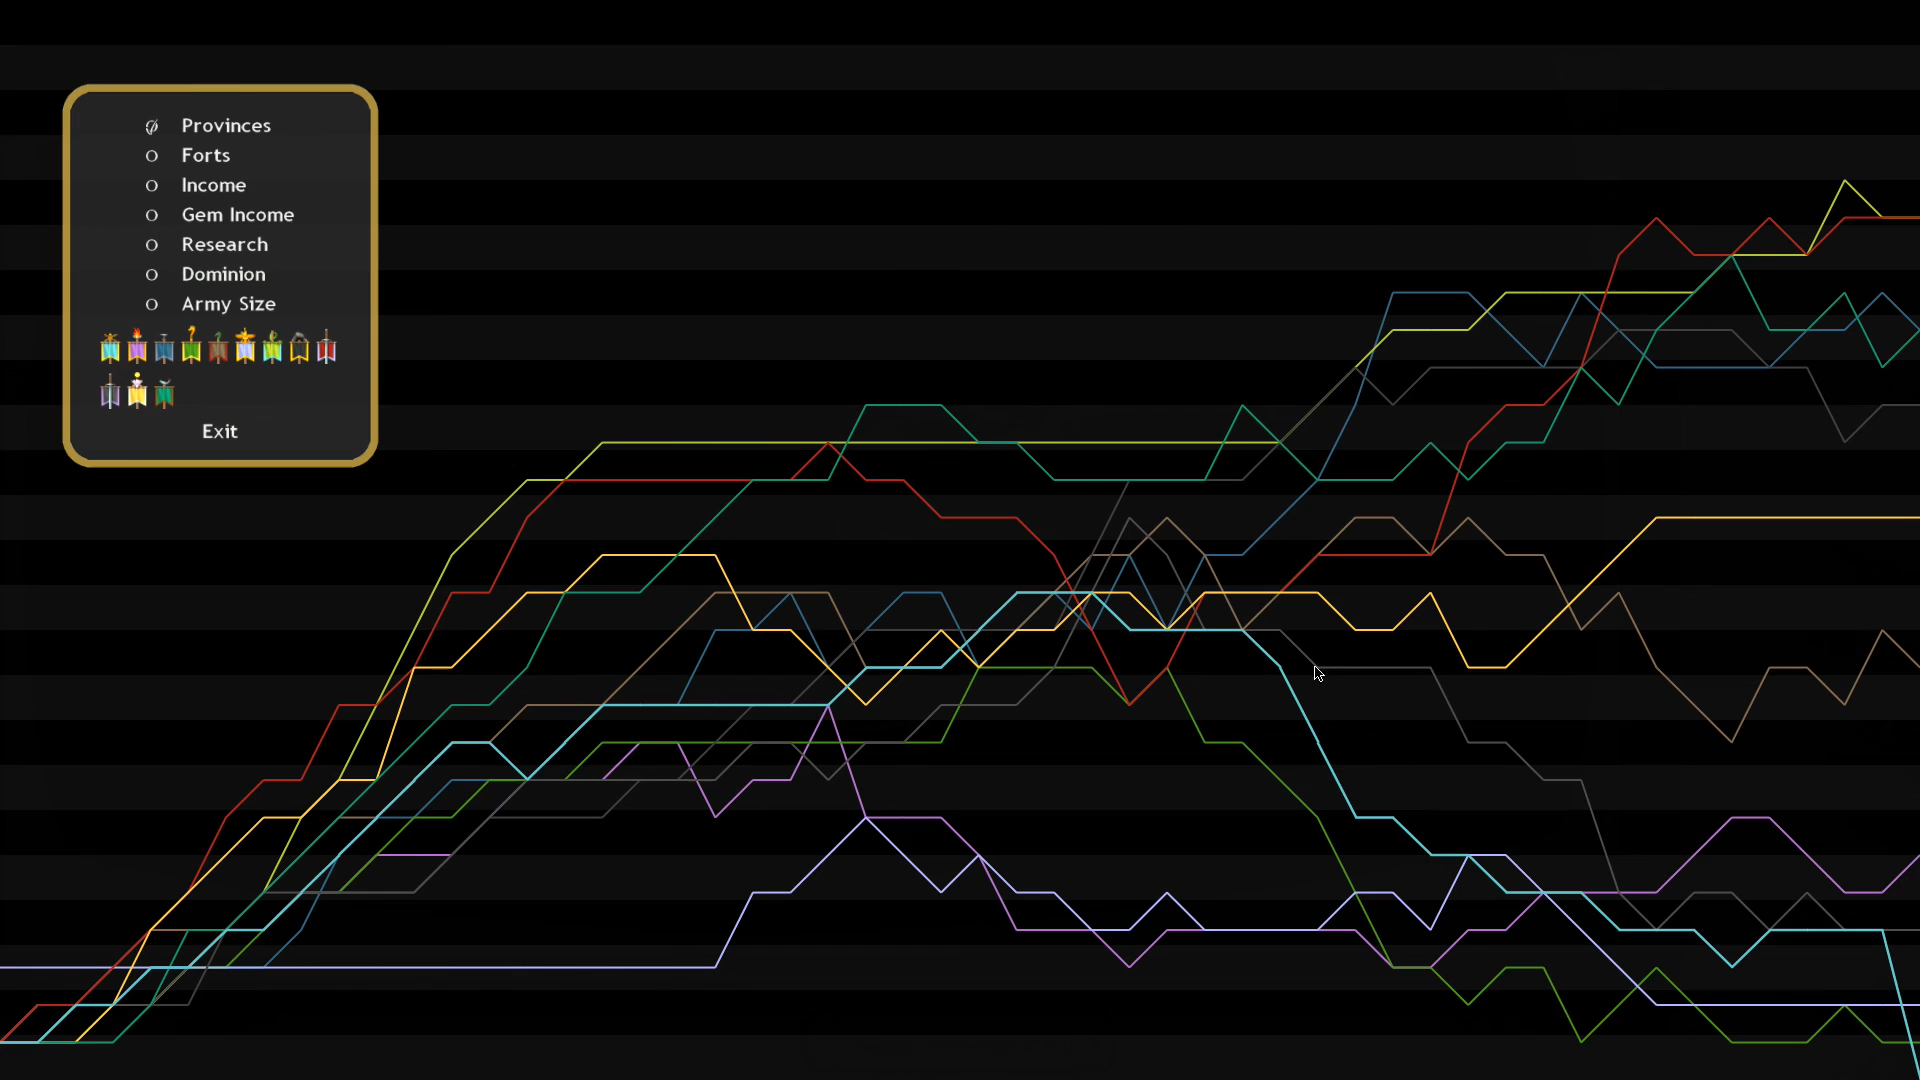 Provinces
Forts
Income
Gem Income
Research
Dominion
Army Size
Exit